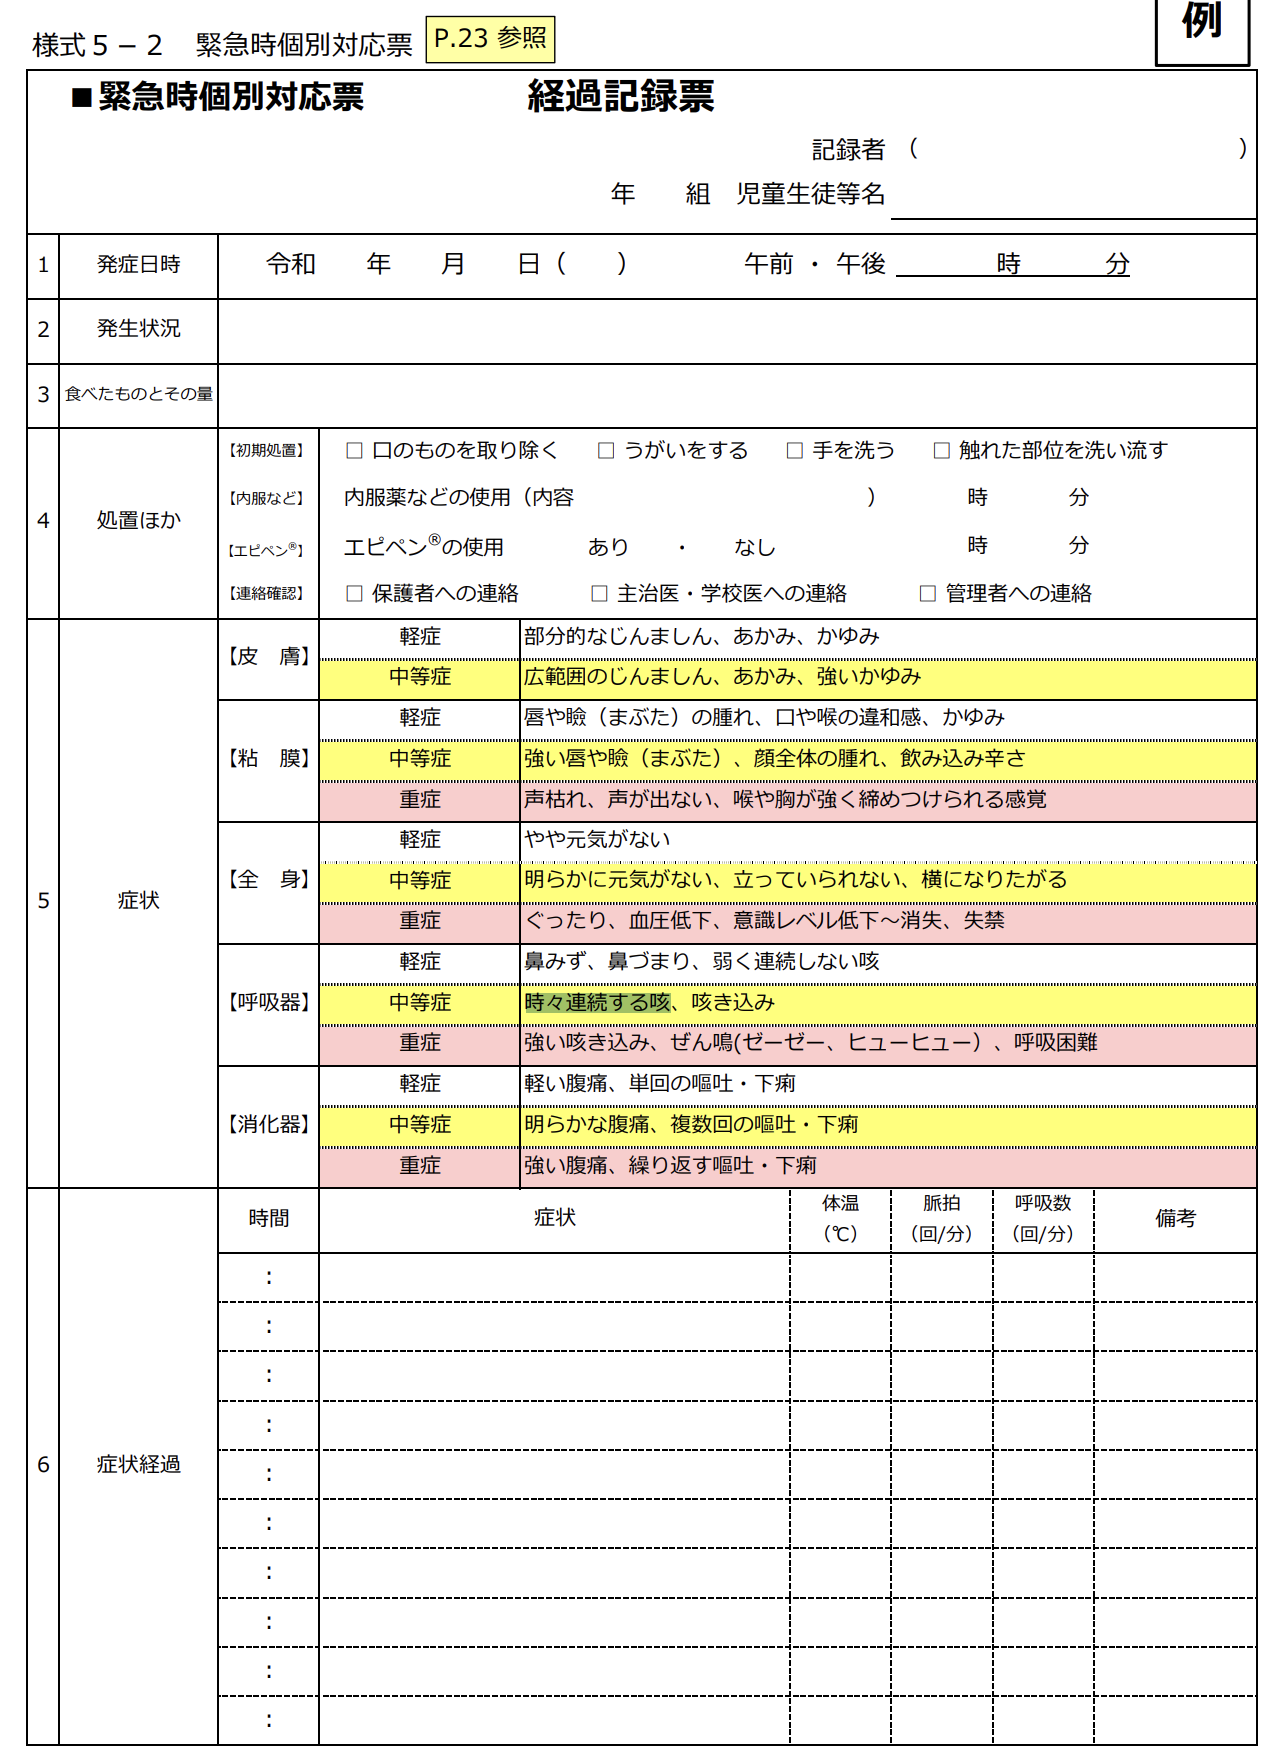 例
様式5－2　緊急時個別対応票 P.23 参照
■緊急時個別対応票　経過記録票
記録者（　　　）
年　組　児童生徒等名
1 発症日時 令和　年　月　日（　）　午前 ・ 午後　時　分
2 発生状況
3 食べたものとその量
4 処置ほか
【初期処置】 □ 口のものを取り除く □ うがいをする □ 手を洗う □ 触れた部位を洗い流す
【内服など】 内服薬などの使用（内容　　　）　時　分
【エピペン®】 エピペン®の使用　あり　・　なし　時　分
【連絡確認】 □ 保護者への連絡 □ 主治医・学校医への連絡 □ 管理者への連絡
5 症状
【皮　膚】
軽症 部分的なじんましん、あかみ、かゆみ
中等症 広範囲のじんましん、あかみ、強いかゆみ
【粘　膜】
軽症 唇や瞼（まぶた）の腫れ、口や喉の違和感、かゆみ
中等症 強い唇や瞼（まぶた）、顔全体の腫れ、飲み込み辛さ
重症 声枯れ、声が出ない、喉や胸が強く締めつけられる感覚
【全　身】
軽症 やや元気がない
中等症 明らかに元気がない、立っていられない、横になりたがる
重症 ぐったり、血圧低下、意識レベル低下～消失、失禁
【呼吸器】
軽症 鼻みず、鼻づまり、弱く連続しない咳
中等症 時々連続する咳、咳き込み
重症 強い咳き込み、ぜん鳴(ゼーゼー、ヒューヒュー）、呼吸困難
【消化器】
軽症 軽い腹痛、単回の嘔吐・下痢
中等症 明らかな腹痛、複数回の嘔吐・下痢
重症 強い腹痛、繰り返す嘔吐・下痢
6 症状経過
時間 症状 体温（℃） 脈拍（回/分） 呼吸数（回/分） 備考
：
：
：
：
：
：
：
：
：
：